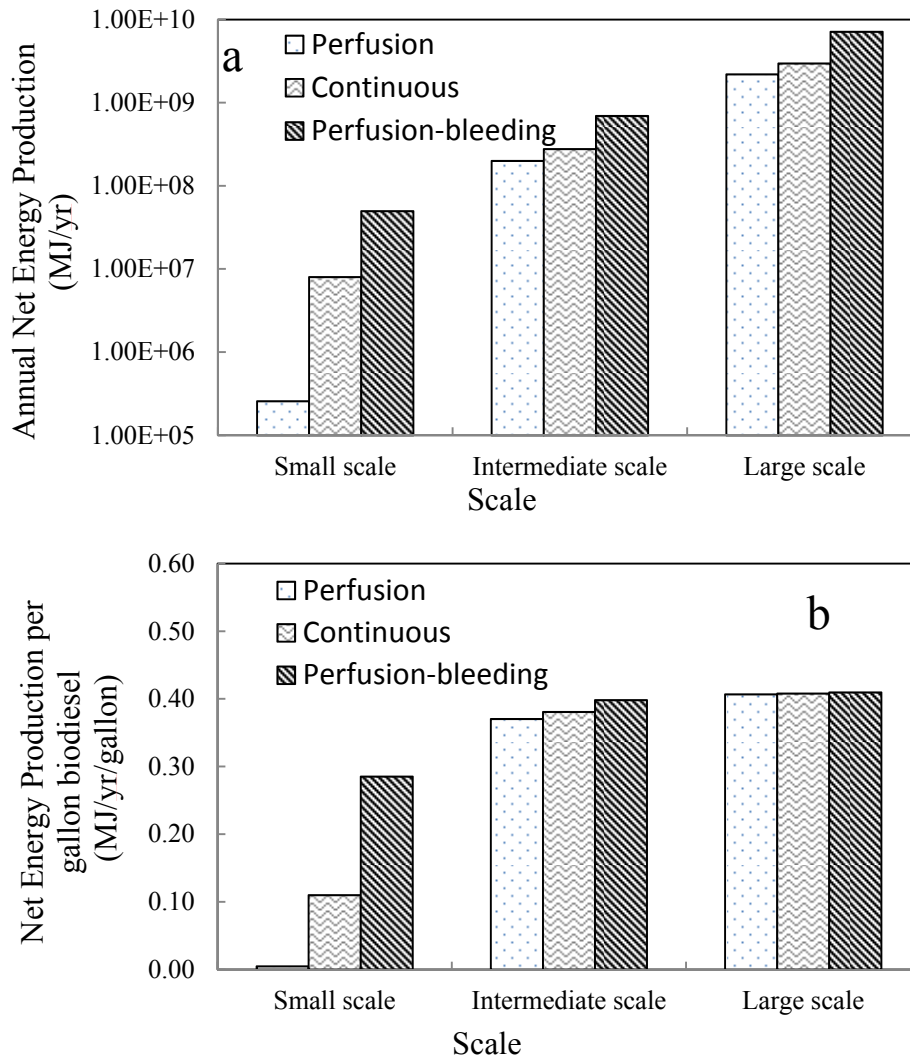 a
Perfusion
Continuous
Perfusion-bleeding
1.00E+10
1.00E+09
1.00E+08
1.00E+07
1.00E+06
1.00E+05
Annual Net Energy Production
(MJ/yr)
Small scale
Intermediate scale
Large scale
Scale
b
Perfusion
Continuous
Perfusion-bleeding
0.60
0.50
0.40
0.30
0.20
0.10
0.00
Net Energy Production per
gallon biodiesel
(MJ/yr/gallon)
Small scale
Intermediate scale
Large scale
Scale